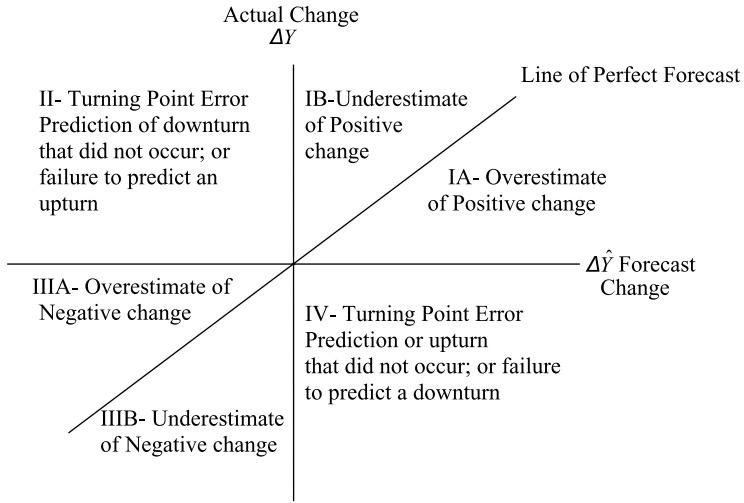 Actual Change
ΔY
Line of Perfect Forecast
II- Turning Point Error
Prediction of downturn
that did not occur; or
failure to predict an
upturn
IB-Underestimate
of Positive
change
IA- Overestimate
of Positive change
ΔŶ Forecast
Change
IIIA- Overestimate of
Negative change
IV- Turning Point Error
Prediction or upturn
that did not occur; or failure
to predict a downturn
IIIB- Underestimate
of Negative change